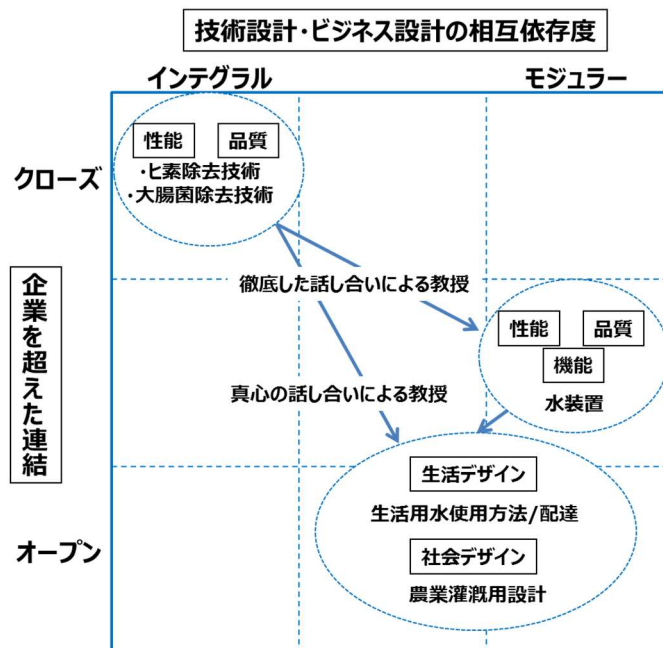 技術設計・ビジネス設計の相互依存度
インテグラル
モジュラー
クローズ
性能
品質
・ヒ素除去技術
・大腸菌除去技術
企業を超えた連結
徹底した話し合いによる教授
性能
品質
機能
水装置
真心の話し合いによる教授
オープン
生活デザイン
生活用水使用方法/配達
社会デザイン
農業灌漑用設計